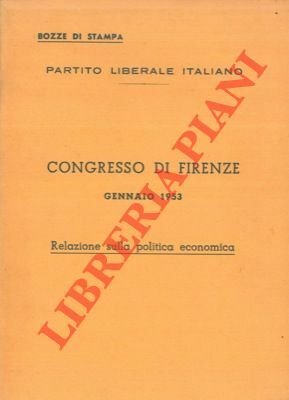 BOZZE DI STAMPA
PARTITO LIBERALE ITALIANO
CONGRESSO DI FIRENZE
GENNAIO 1953
Relazione sulla politica economica
LIBRERIA PIANI